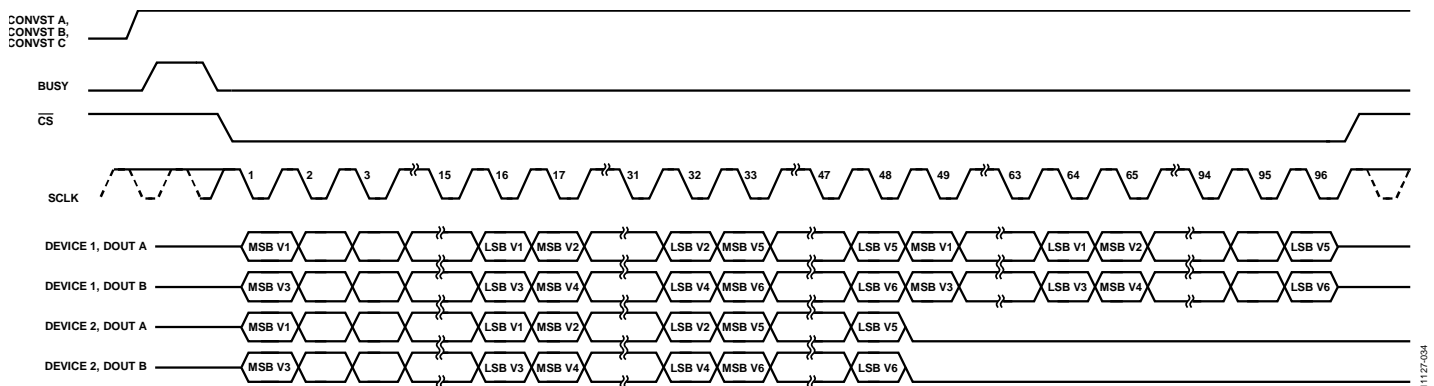 CONVST A,
CONVST B,
CONVST C
BUSY
CS
SCLK
1 2 3 15 16 17 31 32 33 47 48 49 63 64 65 94 95 96
DEVICE 1, DOUT A MSB V1 LSB V1 MSB V2 LSB V2 MSB V5 LSB V5 MSB V1 LSB V1 MSB V2 LSB V5
DEVICE 1, DOUT B MSB V3 LSB V3 MSB V4 LSB V4 MSB V6 LSB V6 MSB V3 LSB V3 MSB V4 LSB V6
DEVICE 2, DOUT A MSB V1 LSB V1 MSB V2 LSB V2 MSB V5 LSB V5
DEVICE 2, DOUT B MSB V3 LSB V3 MSB V4 LSB V4 MSB V6 LSB V6
11127-034